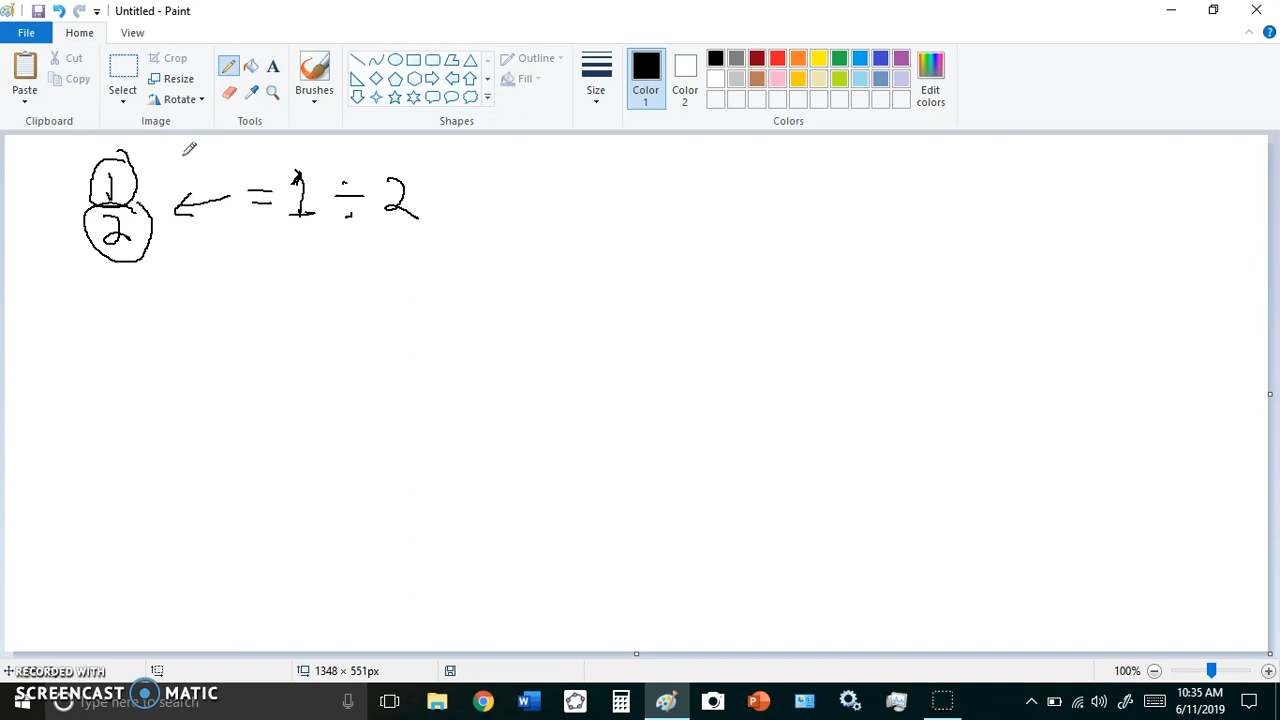 Untitled - Paint
File Home View
Paste
Cut
Copy
Clipboard
Select
Crop
Resize
Rotate
Image
Tools
Brushes
Shapes
Outline
Fill
Size
Color 1
Color 2
Colors
Edit colors
1
2
= 1 ÷ 2
1348 × 551px
100%
RECORDED WITH
SCREENCAST MATIC
Type here to search
10:35 AM
6/11/2019